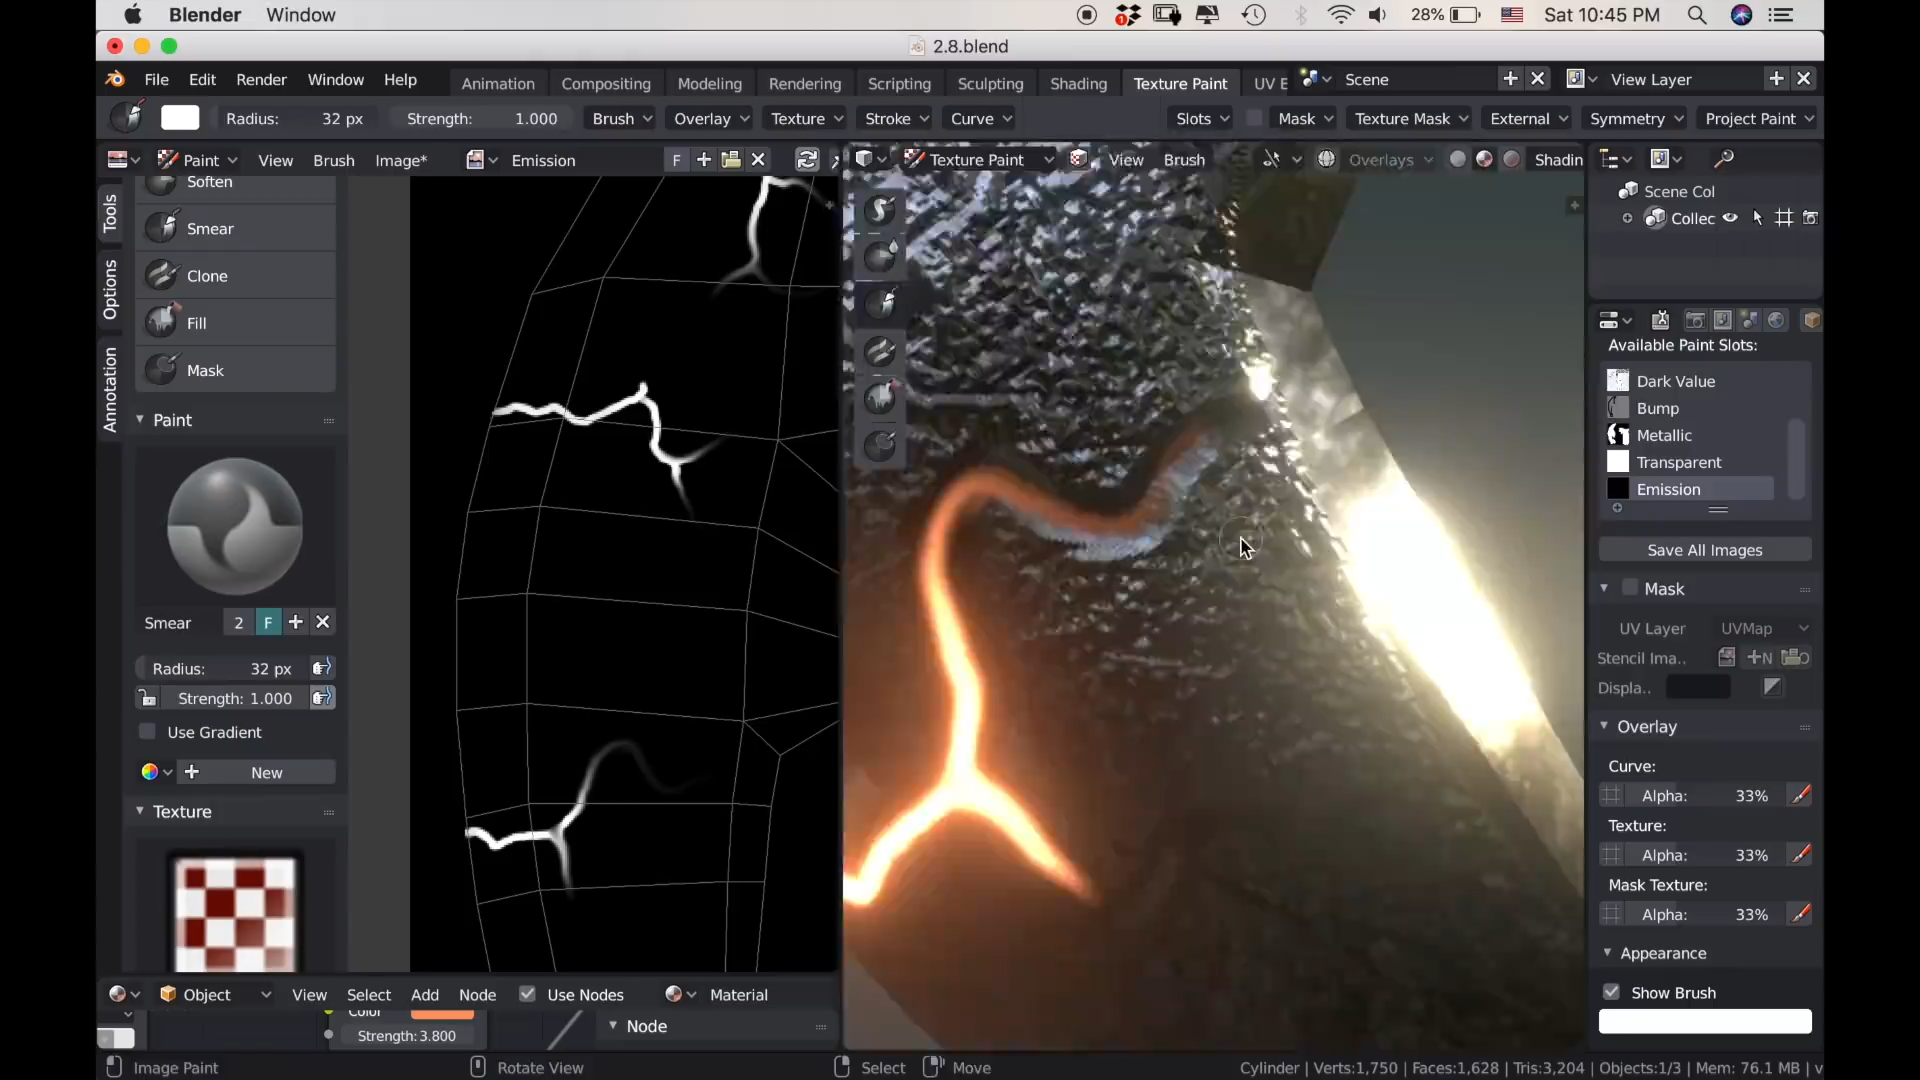 Blender Window 28% Sat 10:45 PM
2.8.blend
File Edit Render Window Help Animation Compositing Modeling Rendering Scripting Sculpting Shading Texture Paint UV E Scene View Layer
Radius: 32 px Strength: 1.000 Brush Overlay Texture Stroke Curve Slots Mask Texture Mask External Symmetry Project Paint
Paint View Brush Image* Emission F Texture Paint View Brush Overlays Shadin
Soften
Smear
Clone
Fill
Mask
Tools
Options
Annotation
Paint
Smear 2 F
Radius: 32 px
Strength: 1.000
Use Gradient
New
Texture
Scene Col
Collec
Available Paint Slots:
Dark Value
Bump
Metallic
Transparent
Emission
Save All Images
Mask
UV Layer UVMap
Stencil Ima.. N
Displa..
Overlay
Curve:
Alpha: 33%
Texture:
Alpha: 33%
Mask Texture:
Alpha: 33%
Appearance
Show Brush
Object View Select Add Node Use Nodes Material
Color
Strength: 3.800
Node
Image Paint Rotate View Select Move Cylinder | Verts:1,750 | Faces:1,628 | Tris:3,204 | Objects:1/3 | Mem: 76.1 MB | v